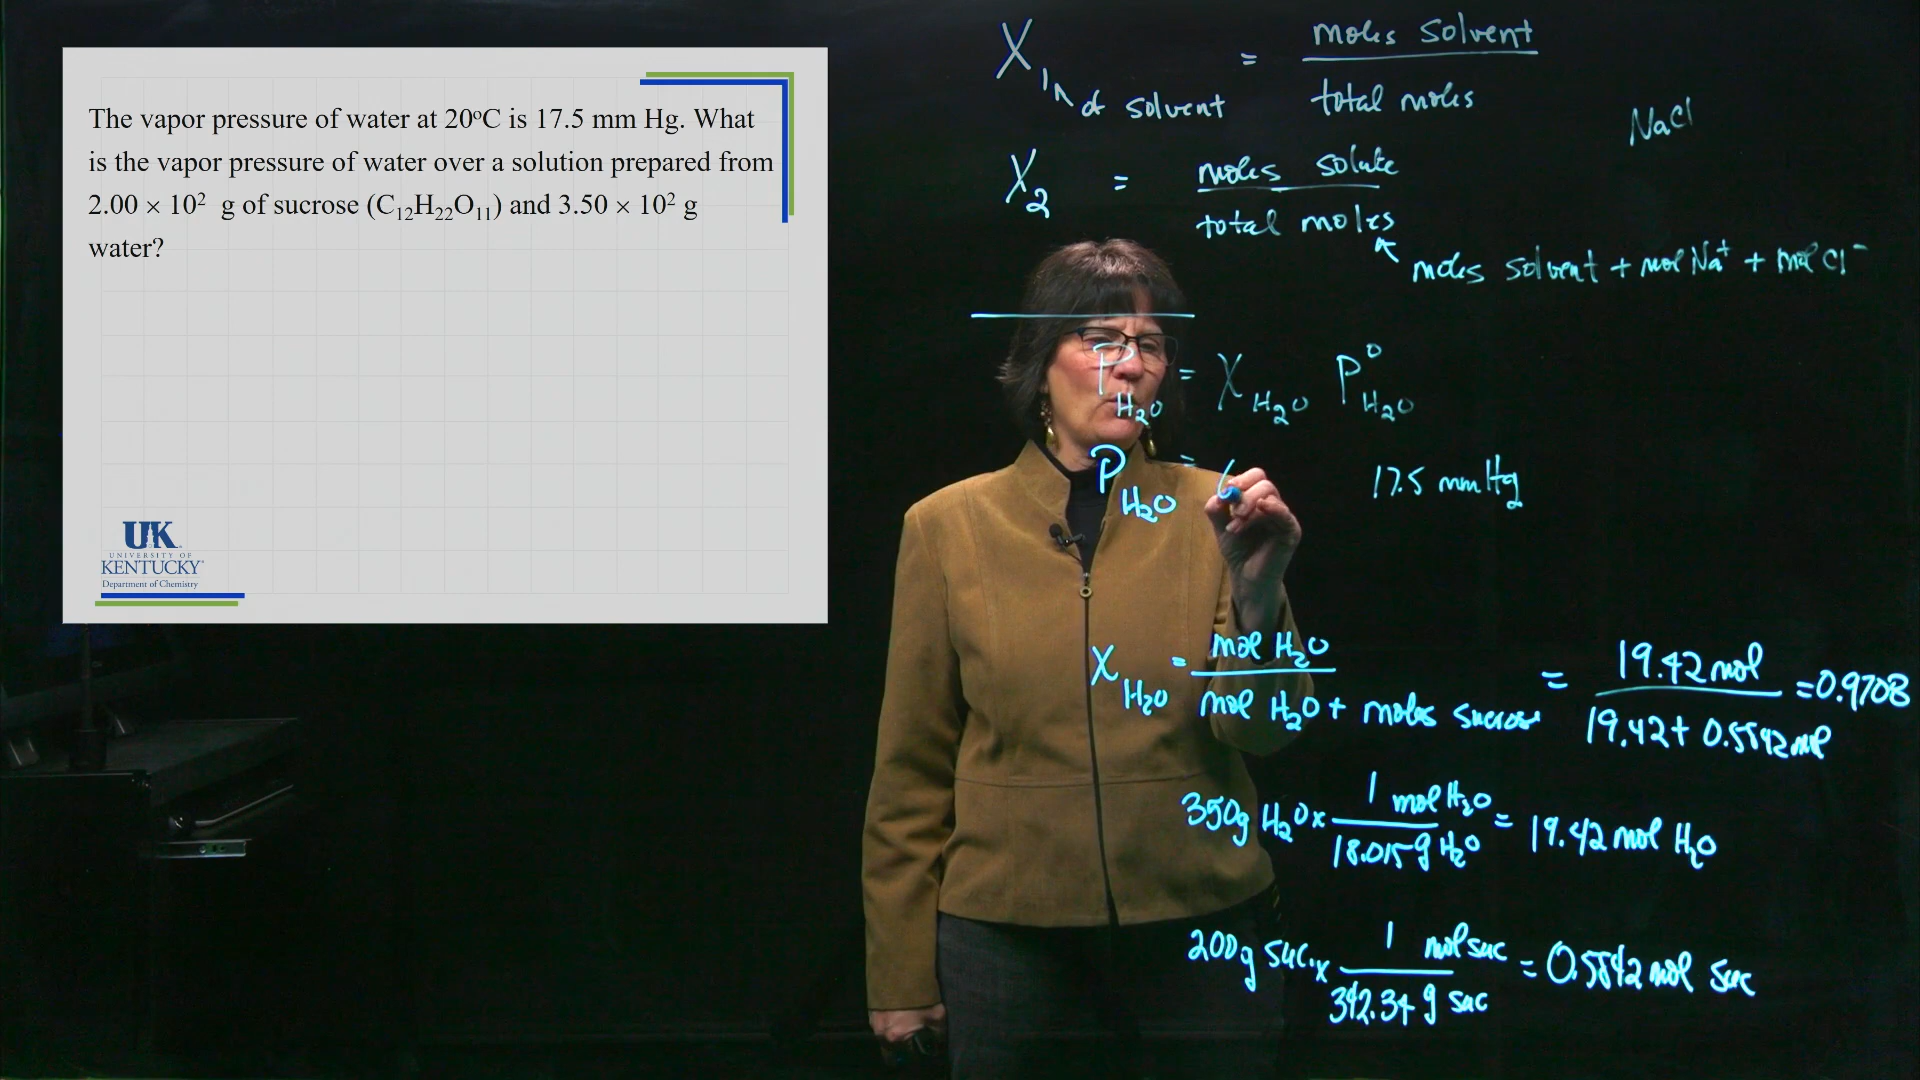 The vapor pressure of water at 20°C is 17.5 mm Hg. What
is the vapor pressure of water over a solution prepared from
2.00 × 10² g of sucrose (C₁₂H₂₂O₁₁) and 3.50 × 10² g
water?
UK
UNIVERSITY OF
KENTUCKY
Department of Chemistry
X₁ of solvent = moles solvent / total moles
NaCl
X₂ = moles solute / total moles
moles solvent + mol Na⁺ + mol Cl⁻
P H₂O = X H₂O P° H₂O
P H₂O = ( 17.5 mmHg
X H₂O = mol H₂O / mol H₂O + moles sucrose = 19.42 mol / 19.42 + 0.5842 mol = 0.9708
350g H₂O x 1 mol H₂O / 18.015 g H₂O = 19.42 mol H₂O
200g suc. x 1 mol suc / 342.34 g suc = 0.5842 mol suc